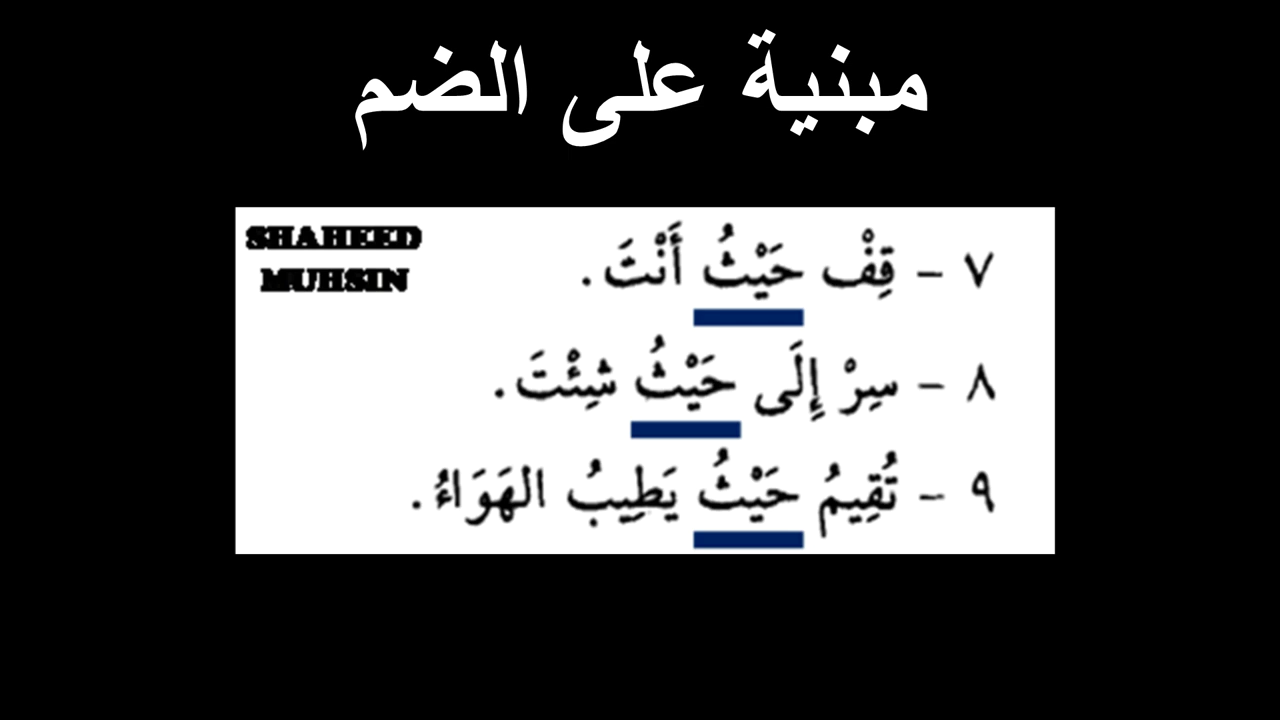 مبنية على الضم
SHAHEED
MUHSIN
٧ – قِفْ حَيْثُ أَنْتَ .
٨ – سِرْ إِلَى حَيْثُ شِئْتَ .
٩ – تُقِيمُ حَيْثُ يَطِيبُ الهَوَاءُ .